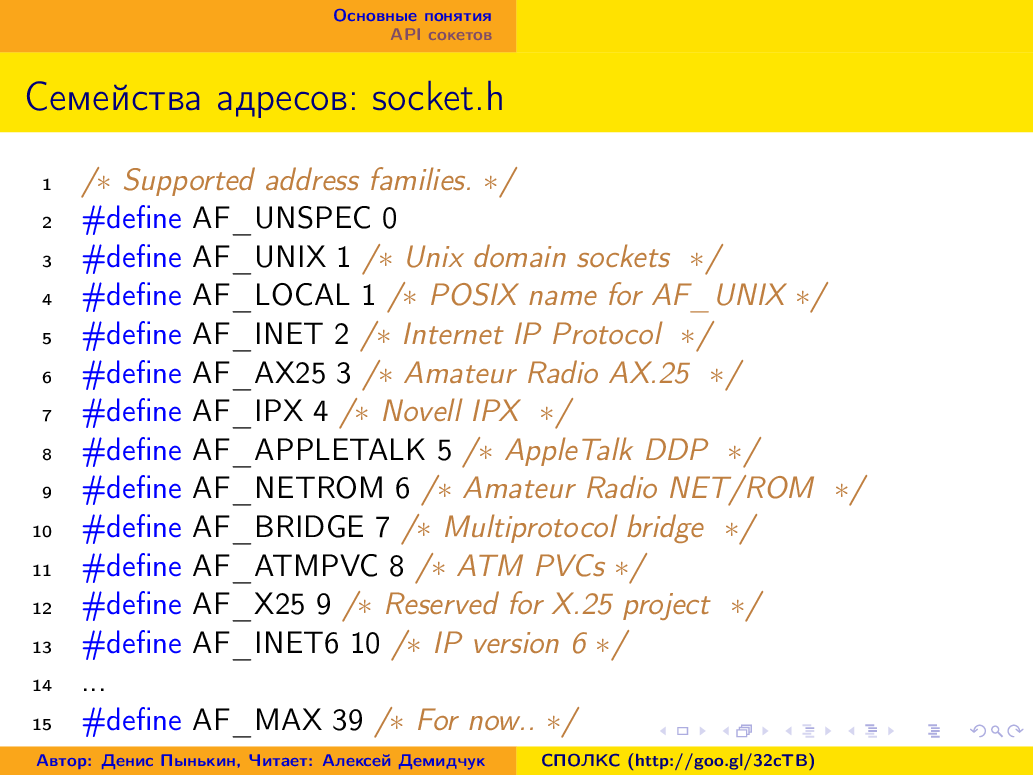 Основные понятия
API сокетов
Семейства адресов: socket.h
1 /* Supported address families. */
2 #define AF_UNSPEC 0
3 #define AF_UNIX 1 /* Unix domain sockets */
4 #define AF_LOCAL 1 /* POSIX name for AF_UNIX */
5 #define AF_INET 2 /* Internet IP Protocol */
6 #define AF_AX25 3 /* Amateur Radio AX.25 */
7 #define AF_IPX 4 /* Novell IPX */
8 #define AF_APPLETALK 5 /* AppleTalk DDP */
9 #define AF_NETROM 6 /* Amateur Radio NET/ROM */
10 #define AF_BRIDGE 7 /* Multiprotocol bridge */
11 #define AF_ATMPVC 8 /* ATM PVCs */
12 #define AF_X25 9 /* Reserved for X.25 project */
13 #define AF_INET6 10 /* IP version 6 */
14 ...
15 #define AF_MAX 39 /* For now.. */
Автор: Денис Пынькин, Читает: Алексей Демидчук
СПОЛКС (http://goo.gl/32cTB)